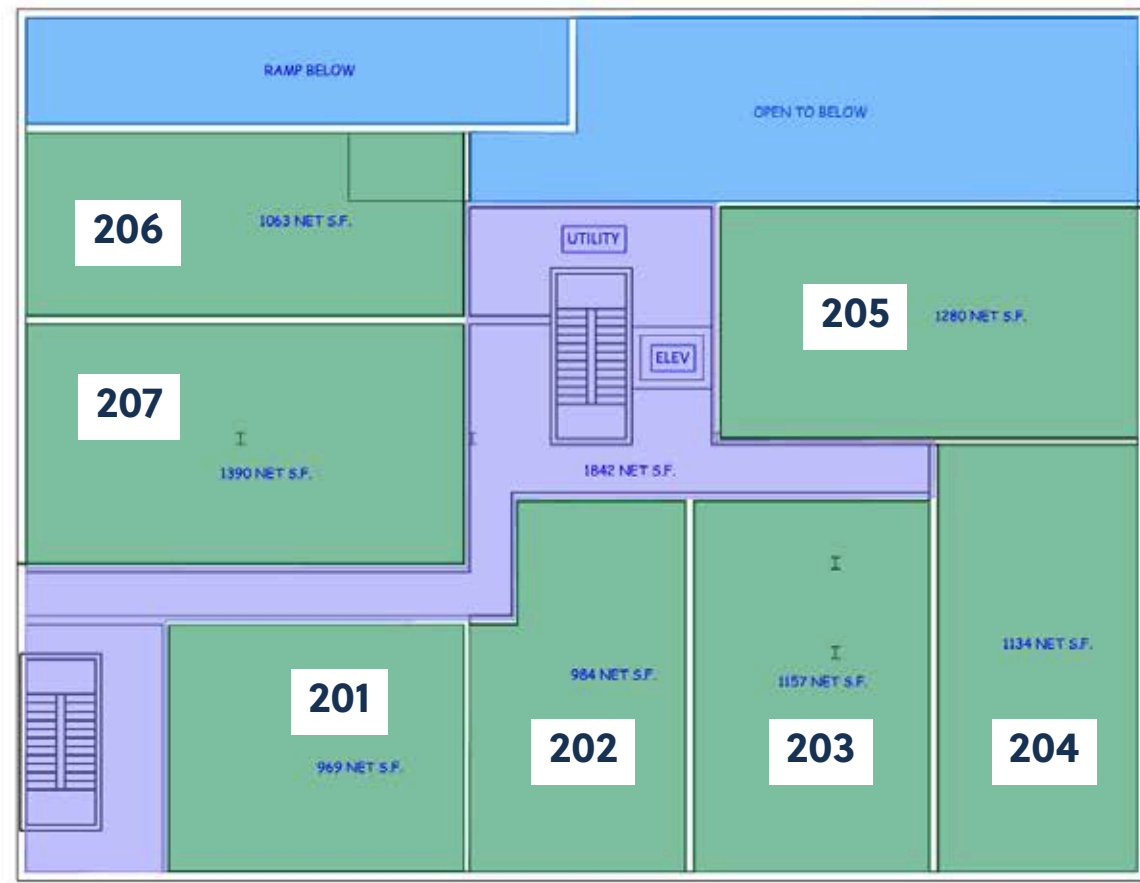 RAMP BELOW
OPEN TO BELOW
206
1063 NET S.F.
UTILITY
205
1280 NET S.F.
ELEV
207
1390 NET S.F.
1842 NET S.F.
1134 NET S.F.
984 NET S.F.
1157 NET S.F.
201
202
203
204
969 NET S.F.